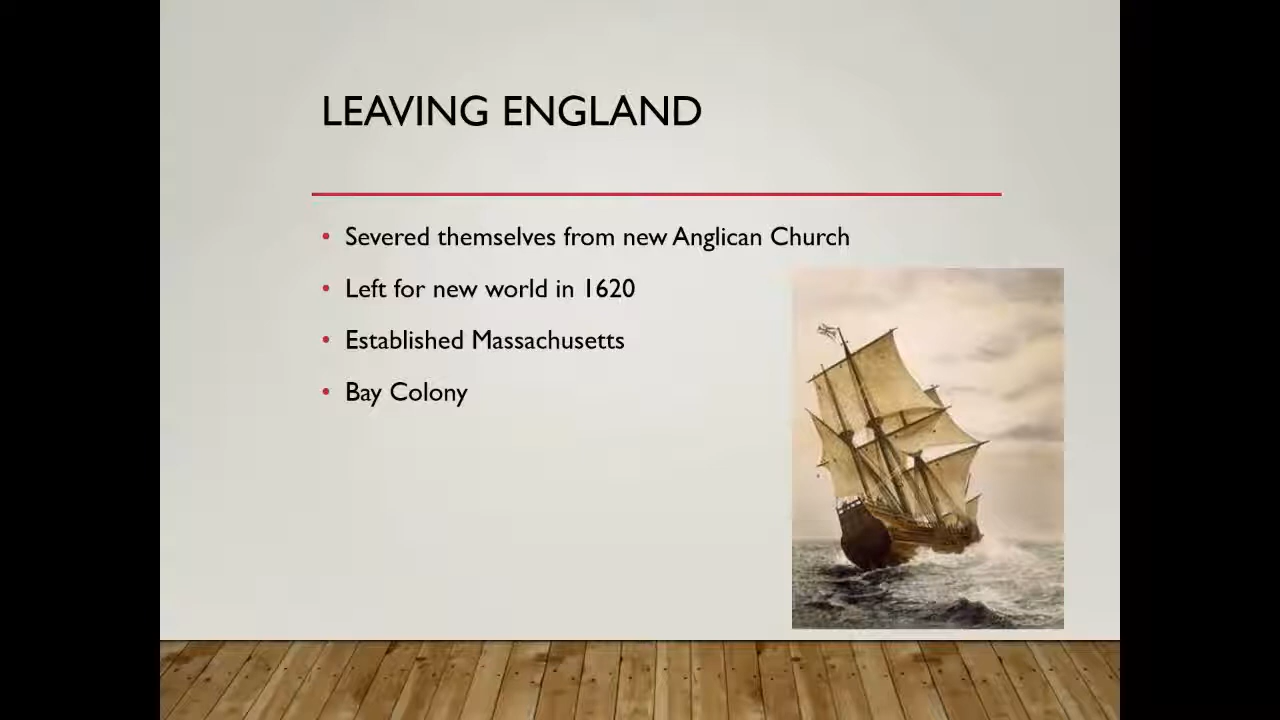 LEAVING ENGLAND
• Severed themselves from new Anglican Church
• Left for new world in 1620
• Established Massachusetts
• Bay Colony